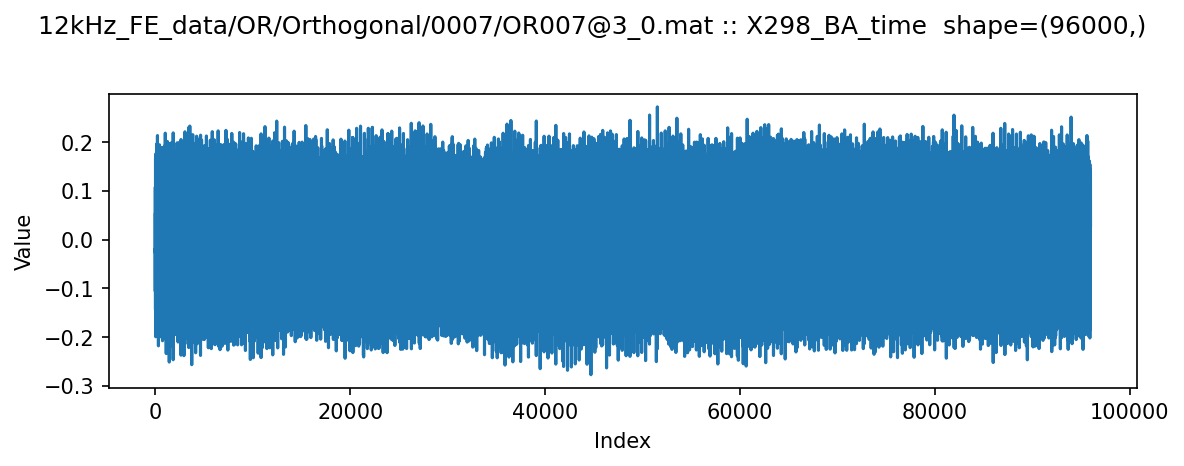 12kHz_FE_data/OR/Orthogonal/0007/OR007@3_0.mat :: X298_BA_time  shape=(96000,)
0.2
0.1
0.0
−0.1
−0.2
−0.3
Value
0 20000 40000 60000 80000 100000
Index